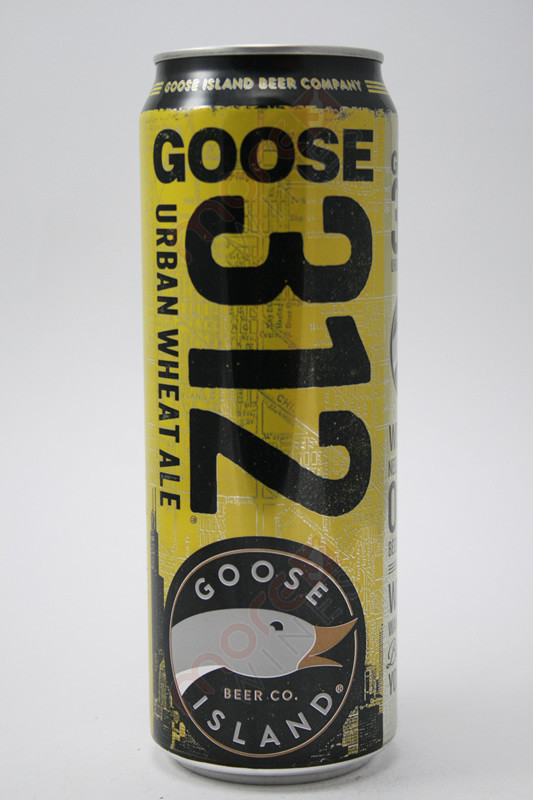 GOOSE ISLAND BEER COMPANY
GOOSE
312
URBAN WHEAT ALE®
GOOSE
BEER CO.
ISLAND®